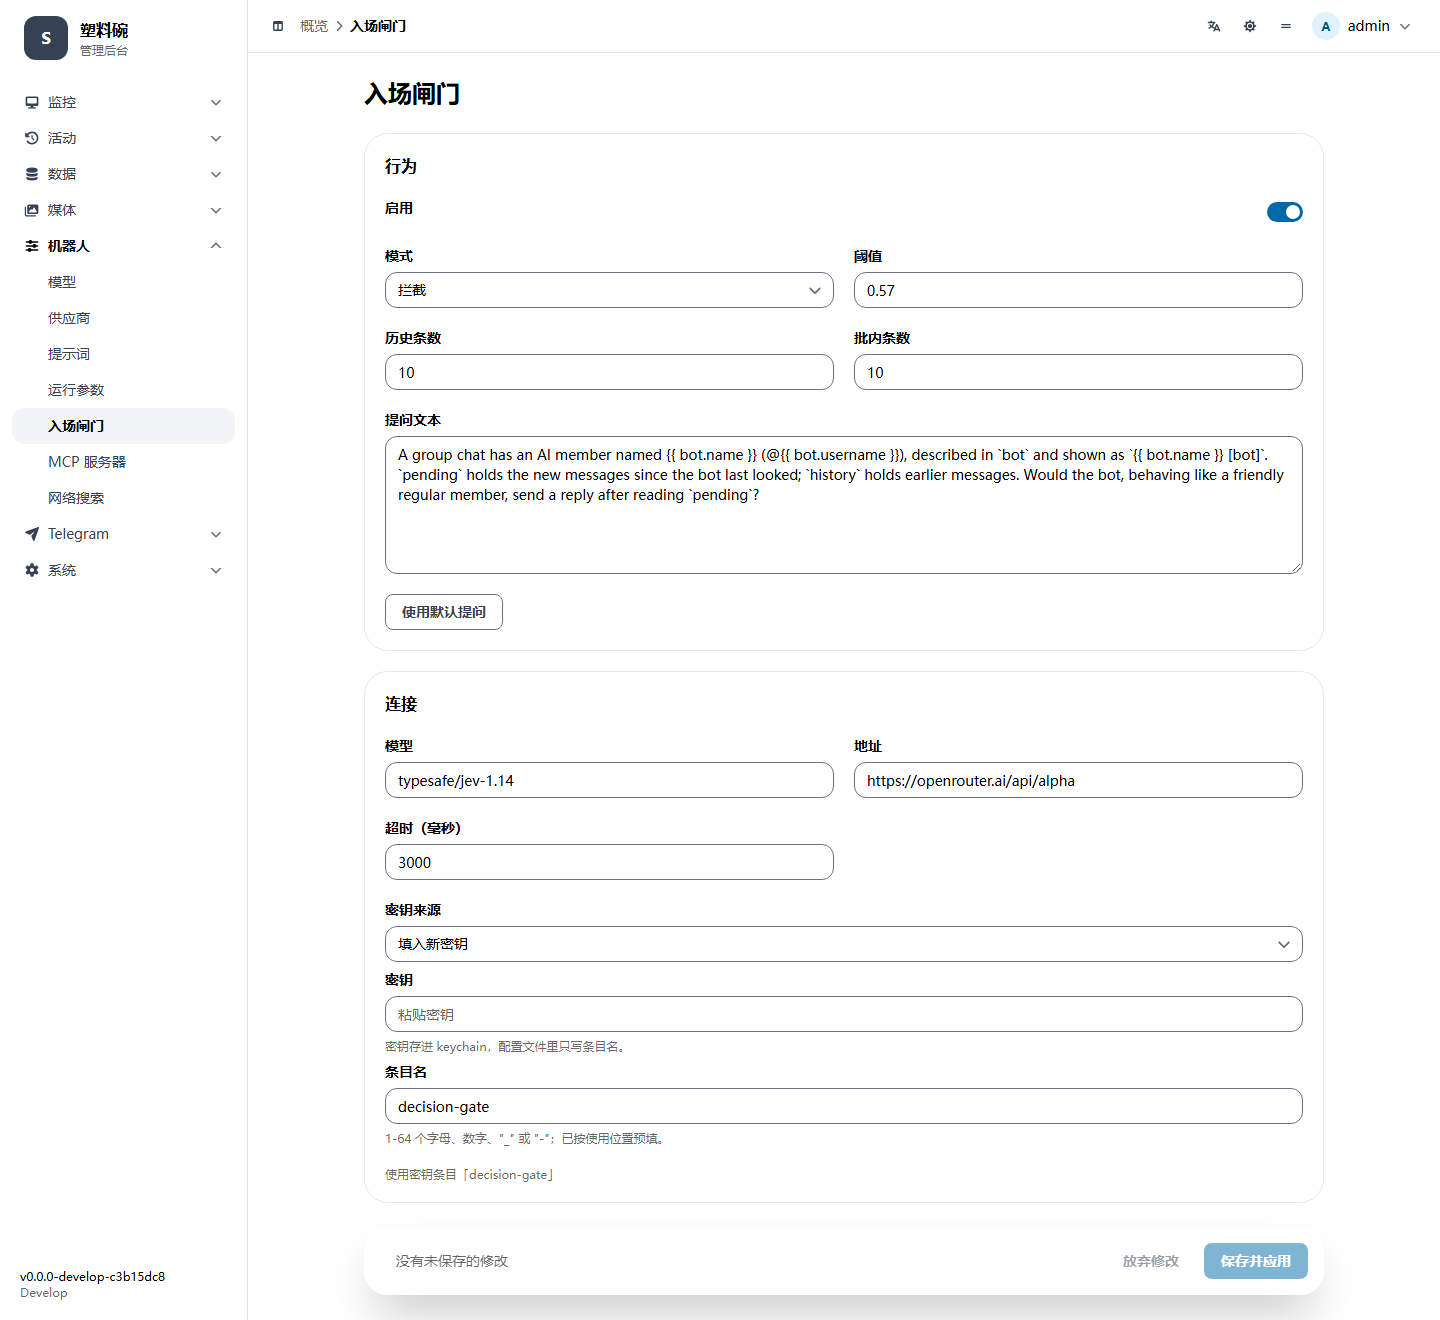 S
塑料碗
管理后台
监控
活动
数据
媒体
机器人
模型
供应商
提示词
运行参数
入场闸门
MCP 服务器
网络搜索
Telegram
系统
v0.0.0-develop-c3b15dc8
Develop
概览 > 入场闸门
A admin
入场闸门
行为
启用
模式
拦截
阈值
0.57
历史条数
10
批内条数
10
提问文本
A group chat has an AI member named {{ bot.name }} (@{{ bot.username }}), described in `bot` and shown as `{{ bot.name }} [bot]`.
`pending` holds the new messages since the bot last looked; `history` holds earlier messages. Would the bot, behaving like a friendly
regular member, send a reply after reading `pending`?
使用默认提问
连接
模型
typesafe/jev-1.14
地址
https://openrouter.ai/api/alpha
超时（毫秒）
3000
密钥来源
填入新密钥
密钥
粘贴密钥
密钥存进 keychain，配置文件里只写条目名。
条目名
decision-gate
1-64 个字母、数字、"_" 或 "-"；已按使用位置预填。
使用密钥条目「decision-gate」
没有未保存的修改
放弃修改
保存并应用